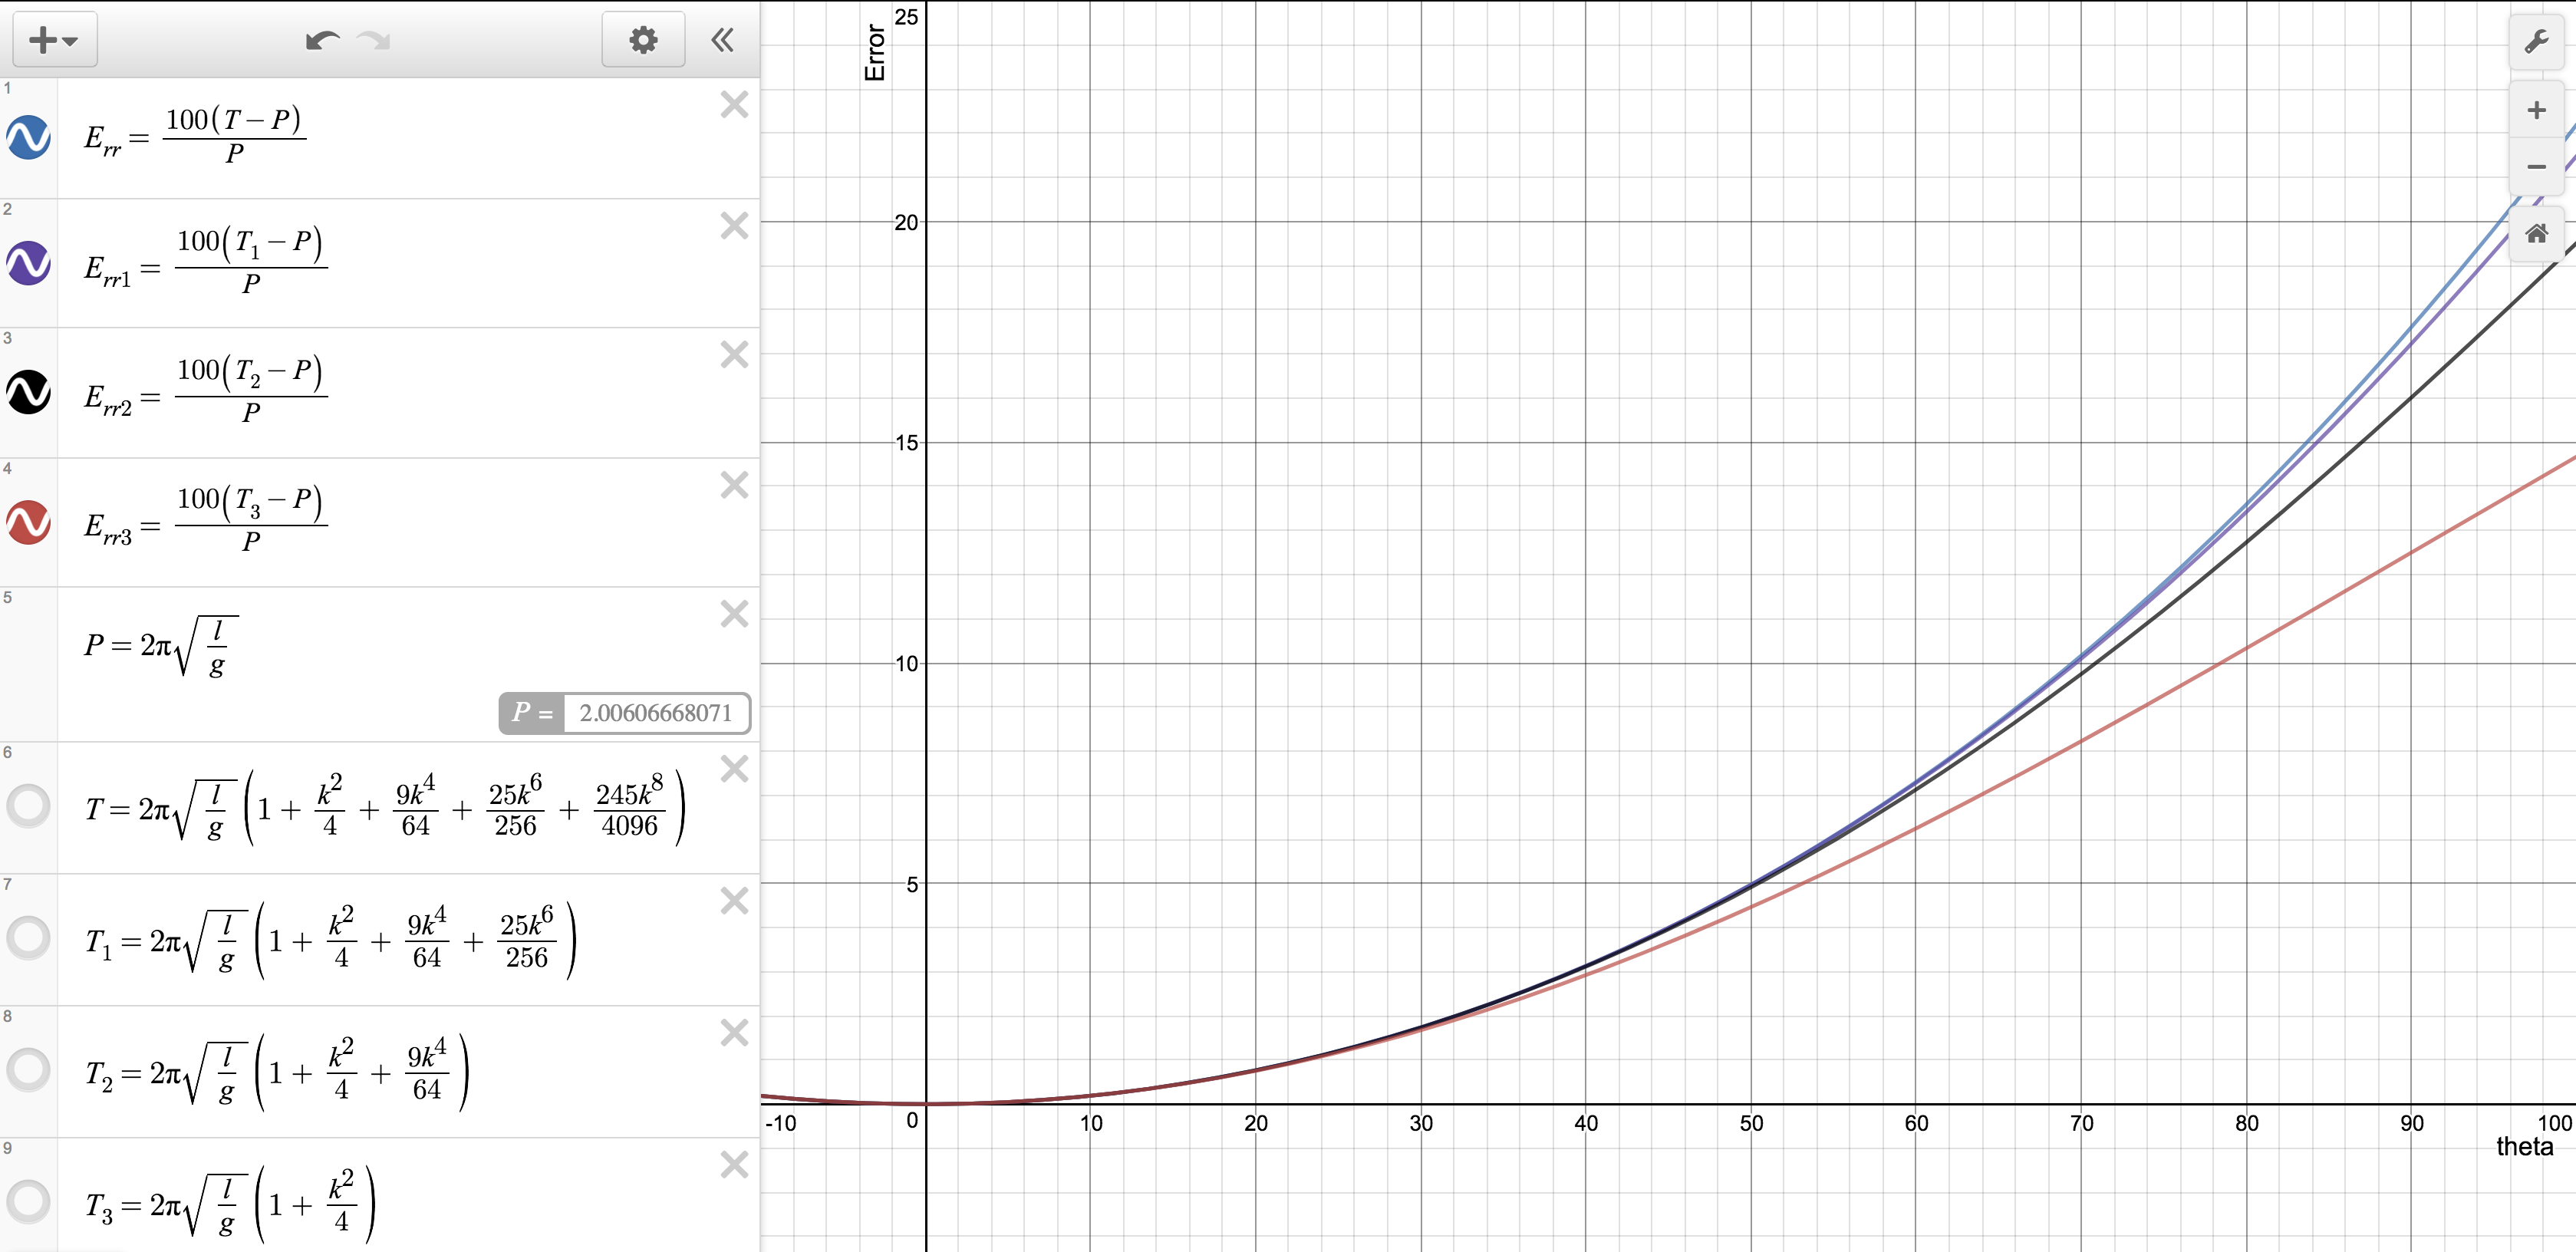 1
E_rr = 100(T − P)/P
2
E_rr1 = 100(T_1 − P)/P
3
E_rr2 = 100(T_2 − P)/P
4
E_rr3 = 100(T_3 − P)/P
5
P = 2π√(l/g)
P = 2.00606668071
6
T = 2π√(l/g)(1 + k^2/4 + 9k^4/64 + 25k^6/256 + 245k^8/4096)
7
T_1 = 2π√(l/g)(1 + k^2/4 + 9k^4/64 + 25k^6/256)
8
T_2 = 2π√(l/g)(1 + k^2/4 + 9k^4/64)
9
T_3 = 2π√(l/g)(1 + k^2/4)
Error
25
20
15
10
5
-10 0 10 20 30 40 50 60 70 80 90 100
theta